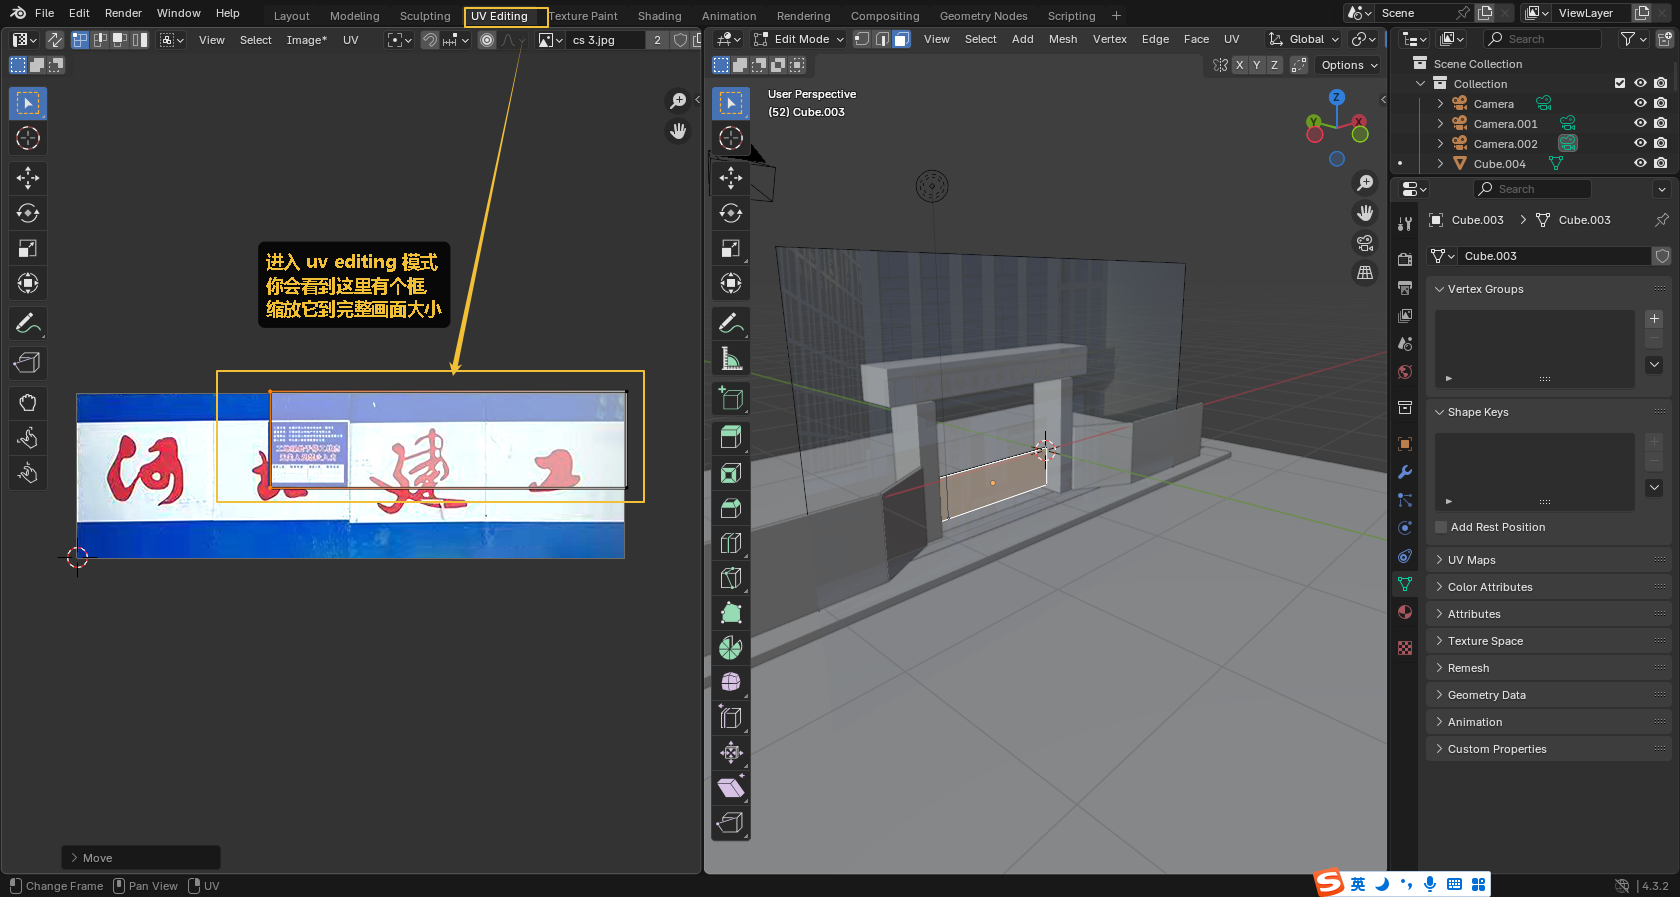 File Edit Render Window Help Layout Modeling Sculpting UV Editing Texture Paint Shading Animation Rendering Compositing Geometry Nodes Scripting + Scene ViewLayer
View Select Image* UV cs 3.jpg 2
Edit Mode View Select Add Mesh Vertex Edge Face UV Global
Search
X Y Z Options
User Perspective
(52) Cube.003
Z
Y
X
进入 uv editing 模式
你会看到这里有个框
缩放它到完整画面大小
河 北 建 工
Move
Scene Collection
Collection
Camera
Camera.001
Camera.002
Cube.004
Search
Cube.003 > Cube.003
Cube.003
Vertex Groups
Shape Keys
Add Rest Position
UV Maps
Color Attributes
Attributes
Texture Space
Remesh
Geometry Data
Animation
Custom Properties
Change Frame Pan View UV
S 英
4.3.2